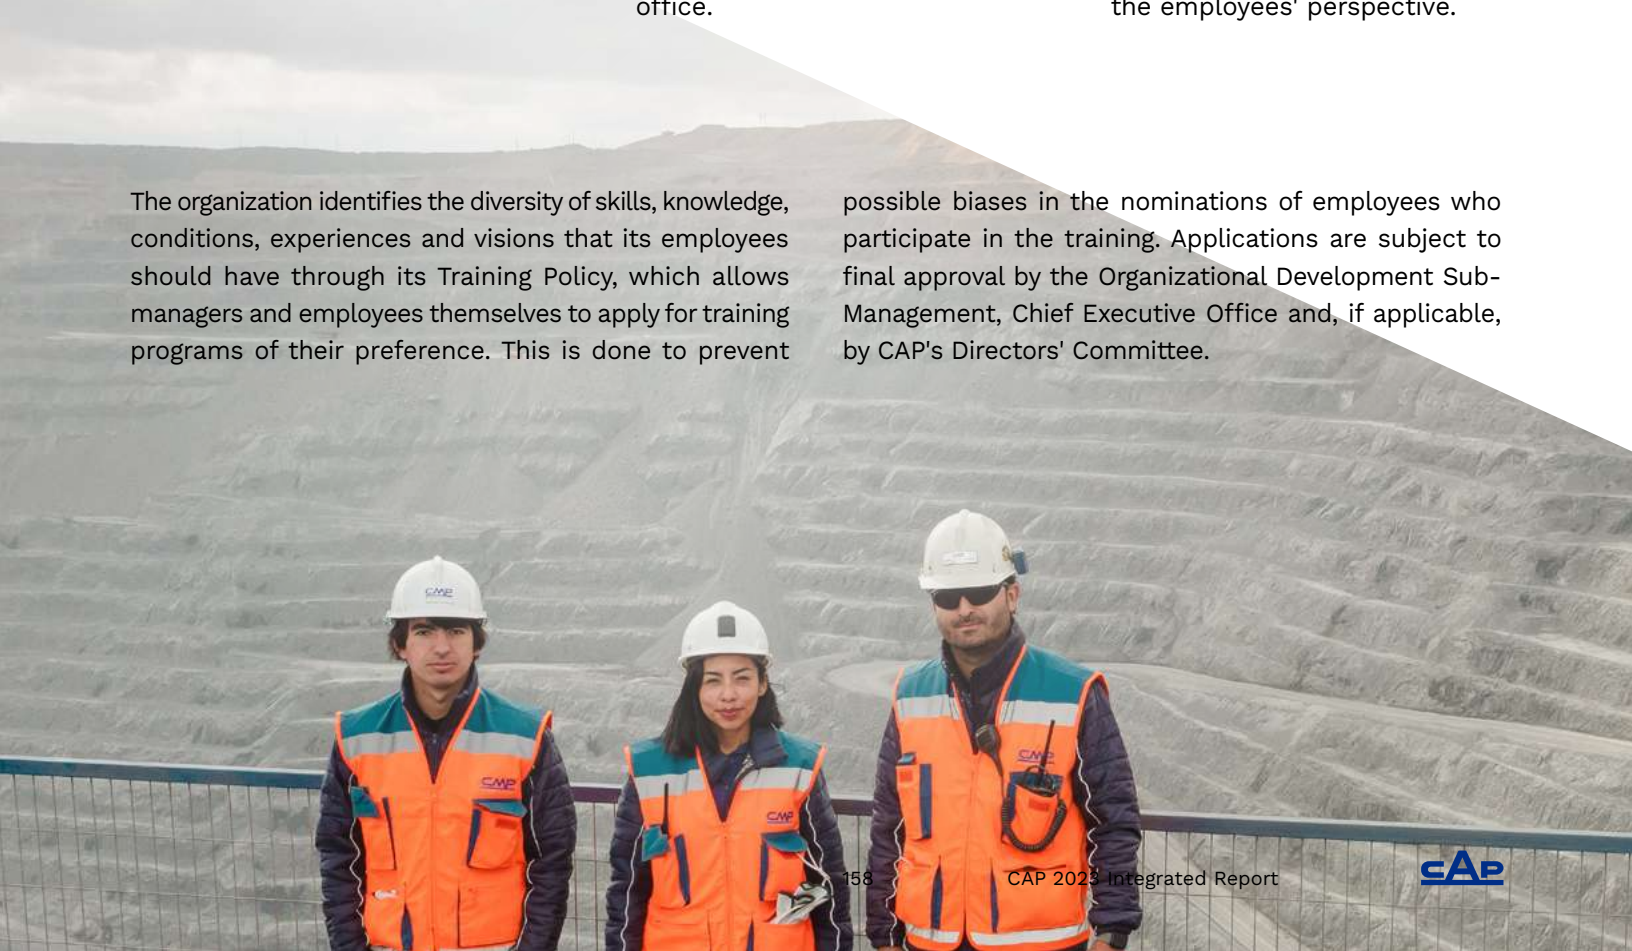 office.
the employees' perspective.
The organization identifies the diversity of skills, knowledge,
conditions, experiences and visions that its employees
should have through its Training Policy, which allows
managers and employees themselves to apply for training
programs of their preference. This is done to prevent
possible biases in the nominations of employees who
participate in the training. Applications are subject to
final approval by the Organizational Development Sub-
Management, Chief Executive Office and, if applicable,
by CAP's Directors' Committee.
CMP
CMP
CMP
CMP
158
CAP 2023 Integrated Report
CAP